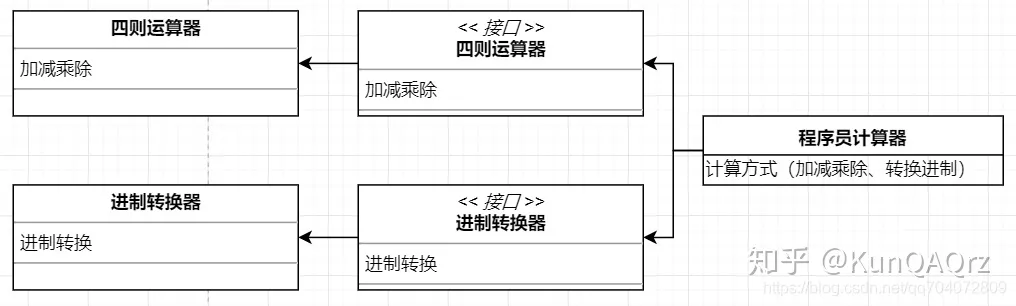 四则运算器
加减乘除
<< 接口 >>
四则运算器
加减乘除
程序员计算器
计算方式（加减乘除、转换进制）
进制转换器
进制转换
<< 接口 >>
进制转换器
进制转换
知乎 @KunQAQrz
https://blog.csdn.net/qq704072809